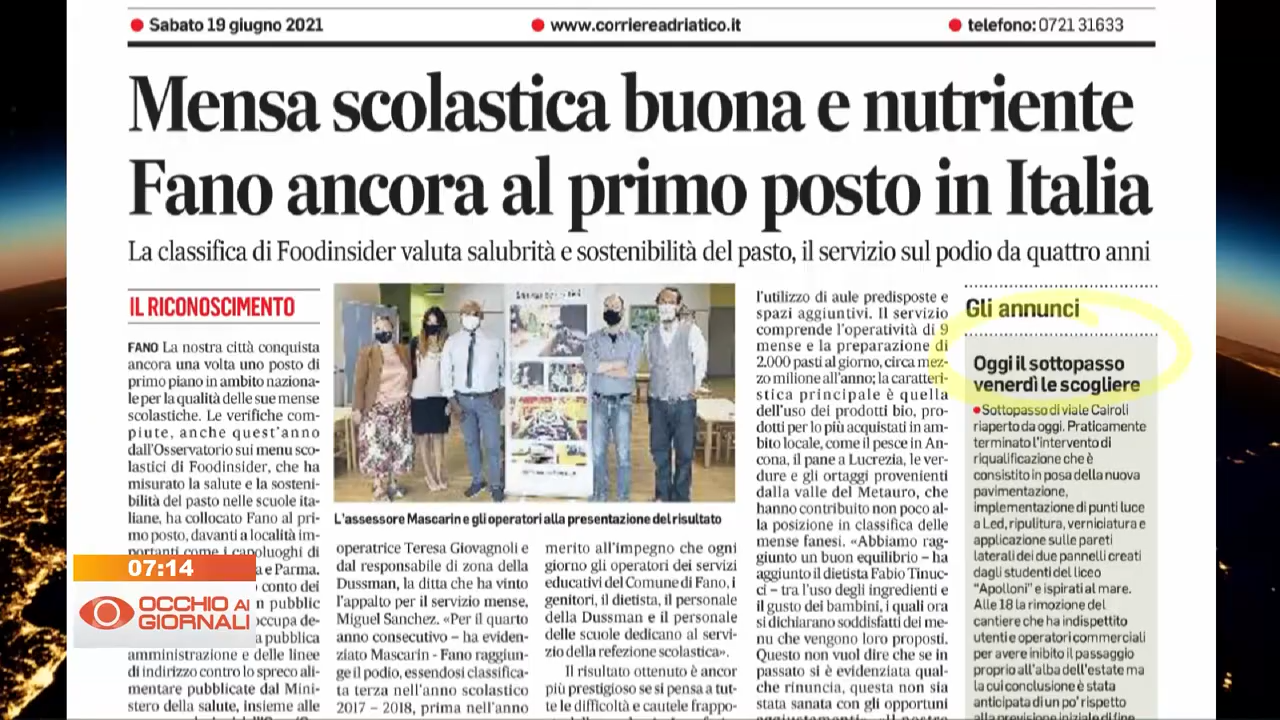 Sabato 19 giugno 2021
www.corriereadriatico.it
telefono: 0721 31633
Mensa scolastica buona e nutriente
Fano ancora al primo posto in Italia
La classifica di Foodinsider valuta salubrità e sostenibilità del pasto, il servizio sul podio da quattro anni
IL RICONOSCIMENTO
FANO La nostra città conquista
ancora una volta uno posto di
primo piano in ambito naziona-
le per la qualità delle sue mense
scolastiche. Le verifiche com-
piute, anche quest'anno
dall'Osservatorio sui menu sco-
lastici di Foodinsider, che ha
misurato la salute e la sosteni-
bilità del pasto nelle scuole ita-
liane, ha collocato Fano al pri-
mo posto, davanti a località im-
portanti come i capoluoghi di
a e Parma.
conto dei
n pubblic
occupa de-
a pubblica
amministrazione e delle linee
di indirizzo contro lo spreco ali-
mentare pubblicate dal Mini-
stero della salute, insieme alle
L'assessore Mascarin e gli operatori alla presentazione del risultato
operatrice Teresa Giovagnoli e
dal responsabile di zona della
Dussman, la ditta che ha vinto
l'appalto per il servizio mense,
Miguel Sanchez. «Per il quarto
anno consecutivo – ha eviden-
ziato Mascarin - Fano raggiun-
ge il podio, essendosi classifica-
ta terza nell'anno scolastico
2017 – 2018, prima nell'anno
merito all'impegno che ogni
giorno gli operatori dei servizi
educativi del Comune di Fano, i
genitori, il dietista, il personale
della Dussman e il personale
delle scuole dedicano al servi-
zio della refezione scolastica».
Il risultato ottenuto è ancor
più prestigioso se si pensa a tut-
te le difficoltà e cautele frappo-
l'utilizzo di aule predisposte e
spazi aggiuntivi. Il servizio
comprende l'operatività di 9
mense e la preparazione di
2.000 pasti al giorno, circa mez-
zo milione all'anno; la caratteri-
stica principale è quella
dell'uso dei prodotti bio, pro-
dotti per lo più acquistati in am-
bito locale, come il pesce in An-
cona, il pane a Lucrezia, le ver-
dure e gli ortaggi provenienti
dalla valle del Metauro, che
hanno contribuito non poco al-
la posizione in classifica delle
mense fanesi. «Abbiamo rag-
giunto un buon equilibrio – ha
aggiunto il dietista Fabio Tinuc-
ci – tra l'uso degli ingredienti e
il gusto dei bambini, i quali ora
si dichiarano soddisfatti dei me-
nu che vengono loro proposti.
Questo non vuol dire che se in
passato si è evidenziata qual-
che rinuncia, questa non sia
stata sanata con gli opportuni
Gli annunci
Oggi il sottopasso
venerdì le scogliere
Sottopasso di viale Cairoli
riaperto da oggi. Praticamente
terminato l'intervento di
riqualificazione che è
consistito in posa della nuova
pavimentazione,
implementazione di punti luce
a Led, ripulitura, verniciatura e
applicazione sulle pareti
laterali dei due pannelli creati
dagli studenti del liceo
"Apolloni" e ispirati al mare.
Alle 18 la rimozione del
cantiere che ha indispettito
utenti e operatori commerciali
per avere inibito il passaggio
proprio all'alba dell'estate ma
la cui conclusione è stata
anticipata di un po' rispetto
alla previsione iniziale di fine
07:14
OCCHIO AI
GIORNALI